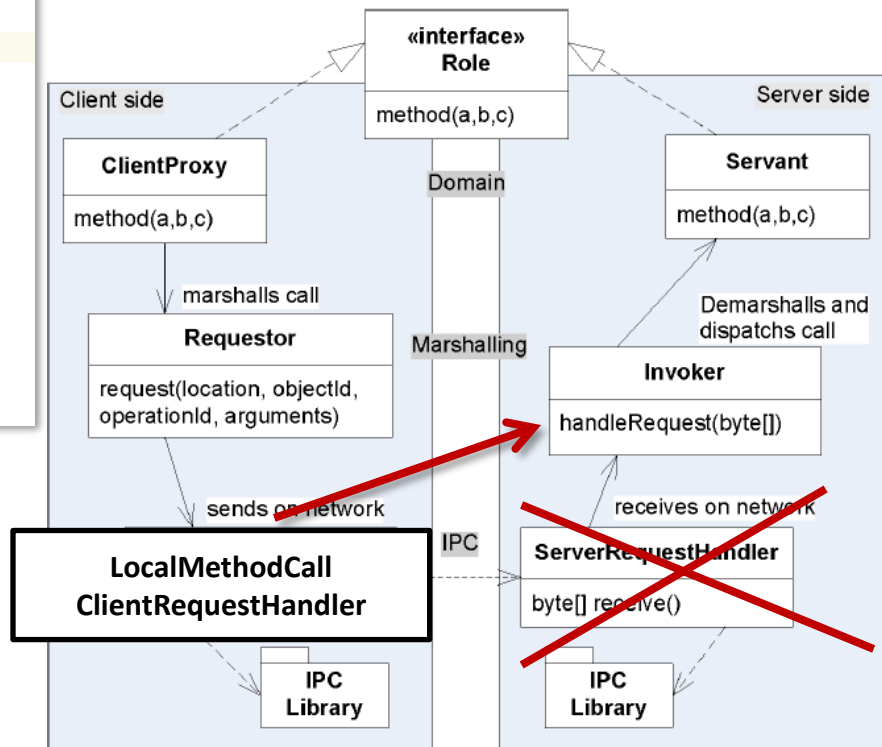 «interface»
Role
method(a,b,c)
Client side
Server side
ClientProxy
method(a,b,c)
Domain
Servant
method(a,b,c)
marshalls call
Requestor
request(location, objectId,
operationId, arguments)
Marshalling
Demarshalls and
dispatchs call
Invoker
handleRequest(byte[])
sends on network
receives on network
LocalMethodCall
ClientRequestHandler
IPC
ServerRequestHandler
byte[] receive()
IPC
Library
IPC
Library